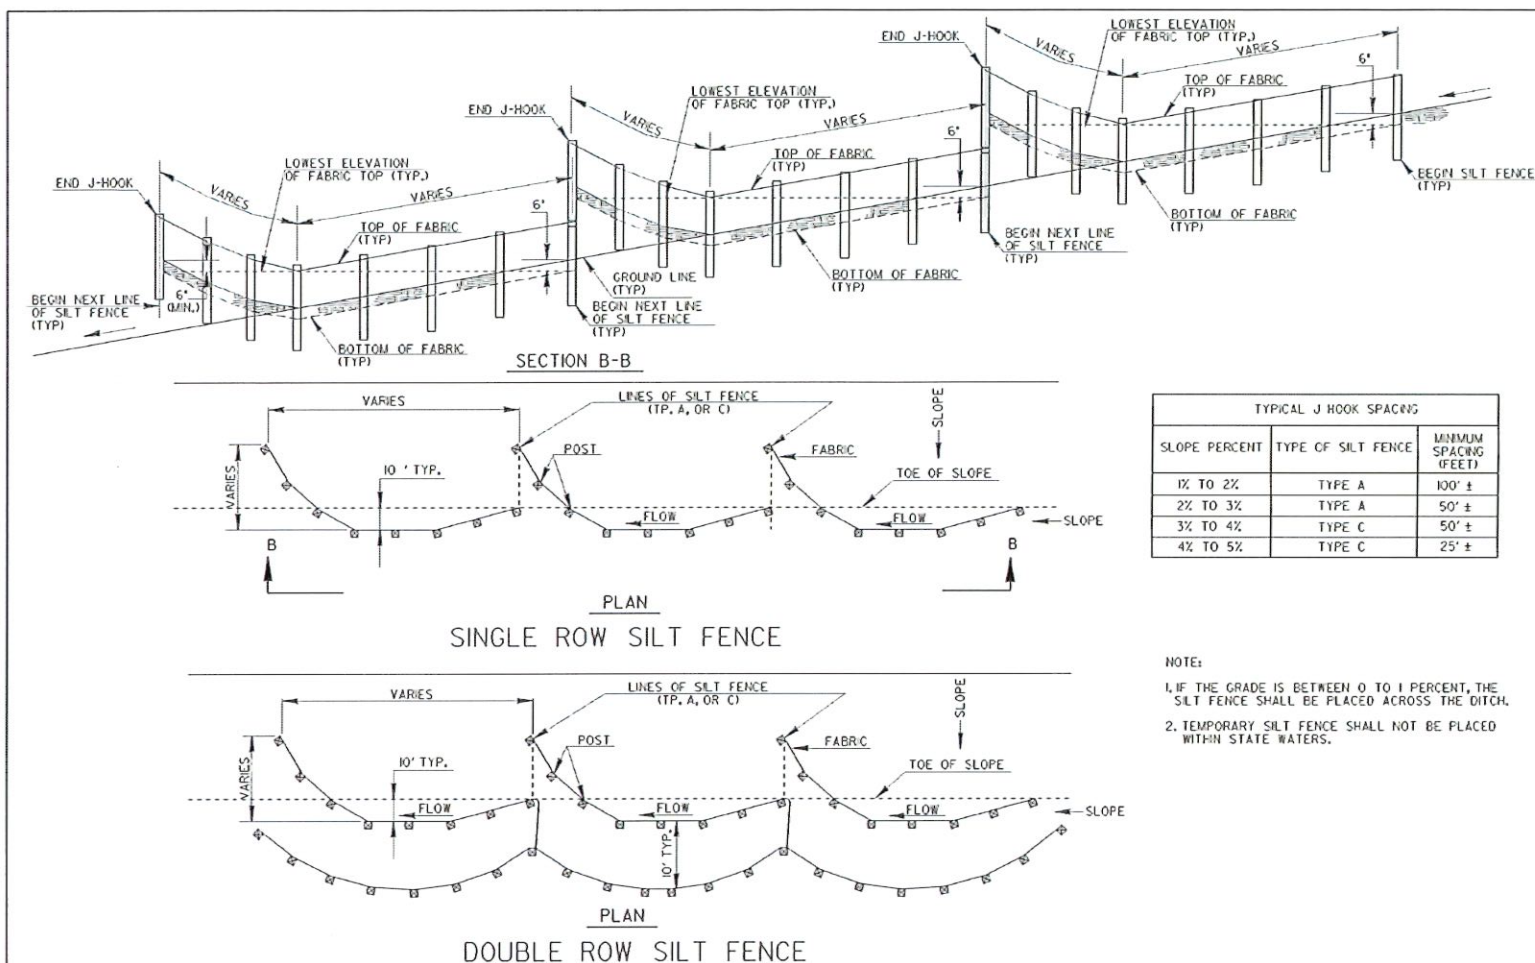 END J-HOOK
VARIES
LOWEST ELEVATION
OF FABRIC TOP (TYP.)
VARIES
6"
TOP OF FABRIC
(TYP)
BEGIN SILT FENCE
(TYP)
BOTTOM OF FABRIC
(TYP)
END J-HOOK
VARIES
LOWEST ELEVATION
OF FABRIC TOP (TYP.)
VARIES
6"
TOP OF FABRIC
(TYP)
BEGIN NEXT LINE
OF SILT FENCE
(TYP)
BOTTOM OF FABRIC
(TYP)
END J-HOOK
VARIES
LOWEST ELEVATION
OF FABRIC TOP (TYP.)
VARIES
6"
TOP OF FABRIC
(TYP)
GROUND LINE
(TYP)
BEGIN NEXT LINE
OF SILT FENCE
(TYP)
6"
(MIN.)
BEGIN NEXT LINE
OF SILT FENCE
(TYP)
BOTTOM OF FABRIC
(TYP)
SECTION B-B
VARIES
LINES OF SILT FENCE
(TP. A, OR C)
SLOPE
VARIES
10 ' TYP.
POST
FABRIC
TOE OF SLOPE
FLOW
FLOW
SLOPE
B
B
PLAN
SINGLE ROW SILT FENCE
TYPICAL J HOOK SPACING
SLOPE PERCENT TYPE OF SILT FENCE MINIMUM SPACING (FEET)
1% TO 2% TYPE A 100' ±
2% TO 3% TYPE A 50' ±
3% TO 4% TYPE C 50' ±
4% TO 5% TYPE C 25' ±
NOTE:
1. IF THE GRADE IS BETWEEN 0 TO 1 PERCENT, THE
SILT FENCE SHALL BE PLACED ACROSS THE DITCH.
2. TEMPORARY SILT FENCE SHALL NOT BE PLACED
WITHIN STATE WATERS.
VARIES
LINES OF SILT FENCE
(TP. A, OR C)
SLOPE
VARIES
10' TYP.
POST
FABRIC
TOE OF SLOPE
FLOW
FLOW
FLOW
SLOPE
10' TYP.
PLAN
DOUBLE ROW SILT FENCE